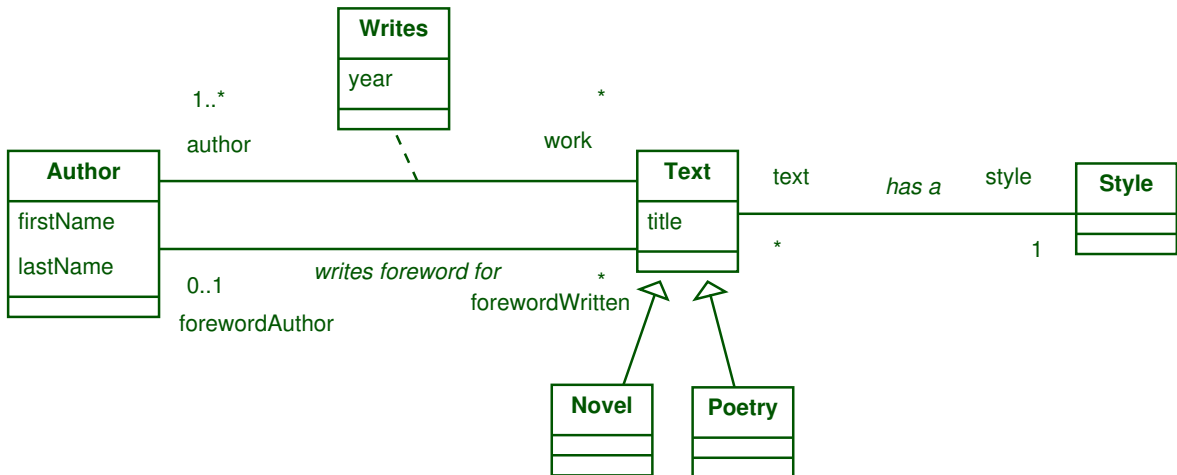 Writes
year
1..*
*
author
work
Author
firstName
lastName
Text
title
text
has a
style
Style
*
1
writes foreword for
0..1
*
forewordAuthor
forewordWritten
Novel
Poetry